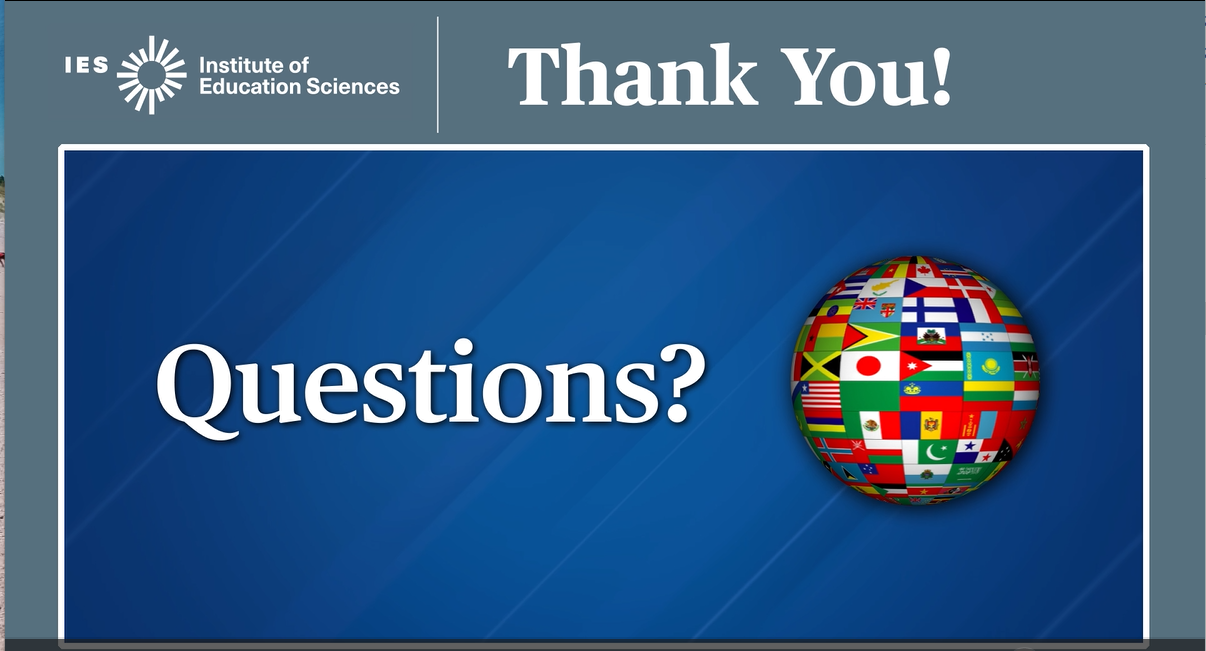 IES
Institute of
Education Sciences
Thank You!
Questions?